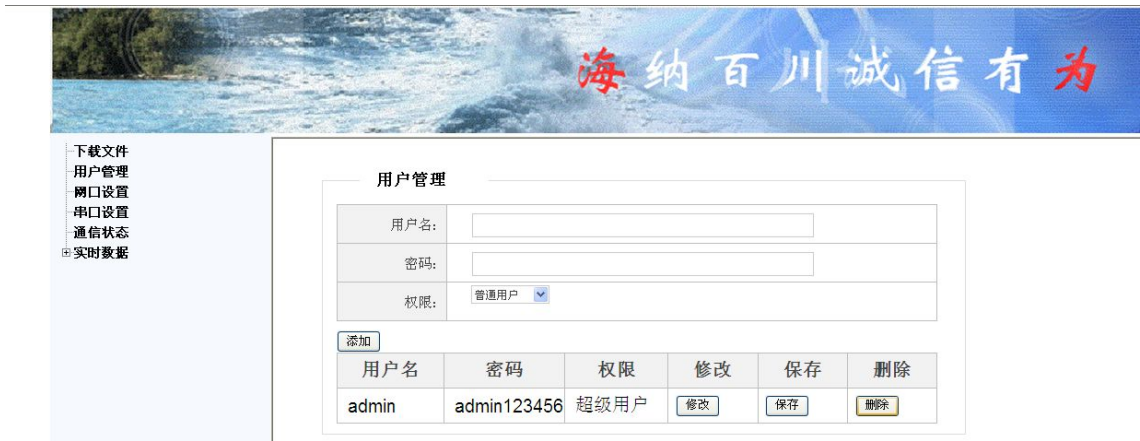 海纳百川诚信有为
下载文件
用户管理
网口设置
串口设置
通信状态
实时数据
用户管理
用户名:
密码:
权限: 普通用户
添加
用户名 密码 权限 修改 保存 删除
admin admin123456 超级用户 修改 保存 删除